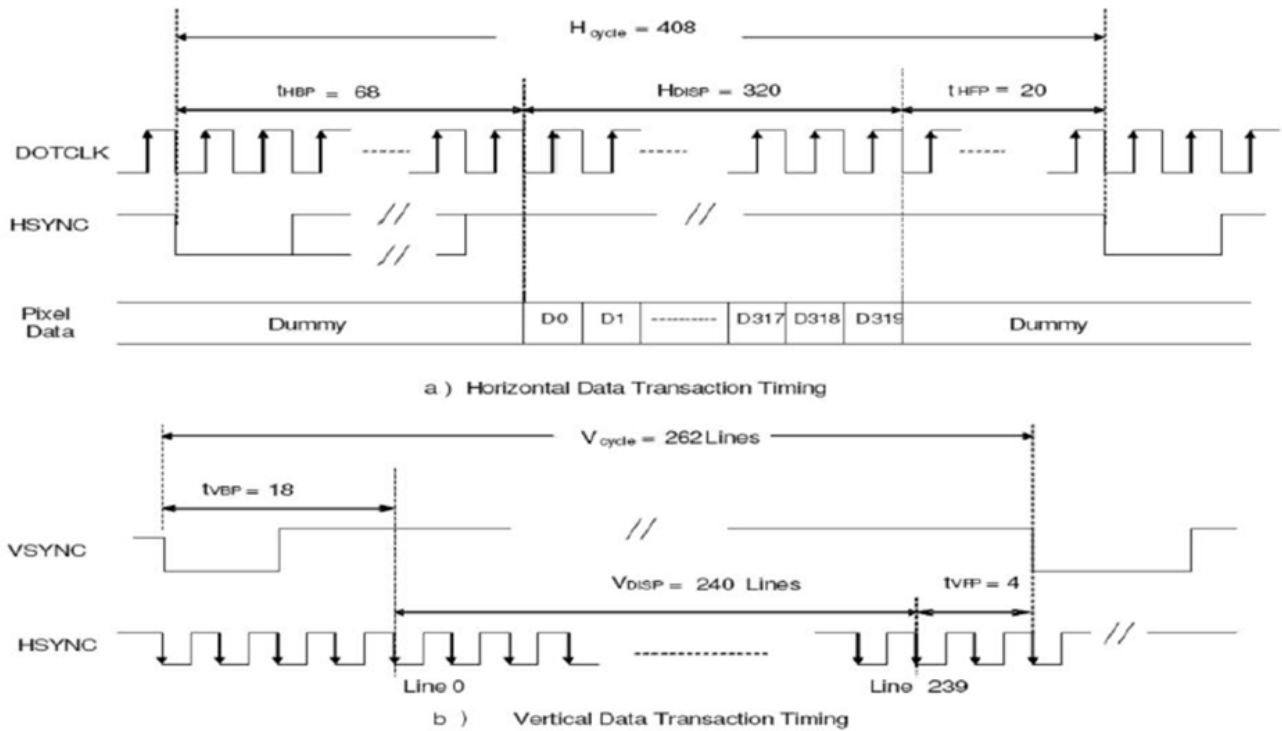 H cycle = 408
tHBP = 68 HDISP = 320 t HFP = 20
DOTCLK
HSYNC
Pixel Data Dummy D0 D1 D317 D318 D319 Dummy
a ) Horizontal Data Transaction Timing
V cycle = 262 Lines
tVBP = 18
VSYNC
VDISP = 240 Lines tVFP = 4
HSYNC
Line 0 Line 239
b ) Vertical Data Transaction Timing